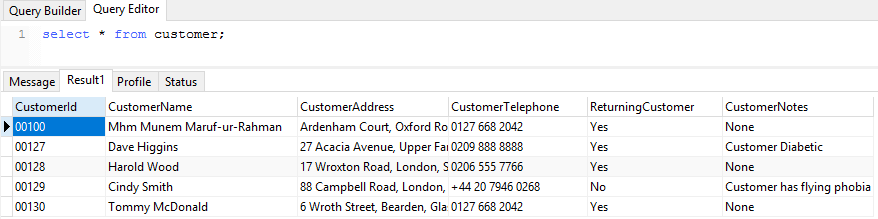 Query Builder Query Editor
1 select * from customer;
Message Result1 Profile Status
CustomerId CustomerName CustomerAddress CustomerTelephone ReturningCustomer CustomerNotes
00100 Mhm Munem Maruf-ur-Rahman Ardenham Court, Oxford Ro 0127 668 2042 Yes None
00127 Dave Higgins 27 Acacia Avenue, Upper Far 0209 888 8888 Yes Customer Diabetic
00128 Harold Wood 17 Wroxton Road, London, S 0206 555 7766 Yes None
00129 Cindy Smith 88 Campbell Road, London, +44 20 7946 0268 No Customer has flying phobia
00130 Tommy McDonald 6 Wroth Street, Bearden, Gla 0127 668 2042 Yes None